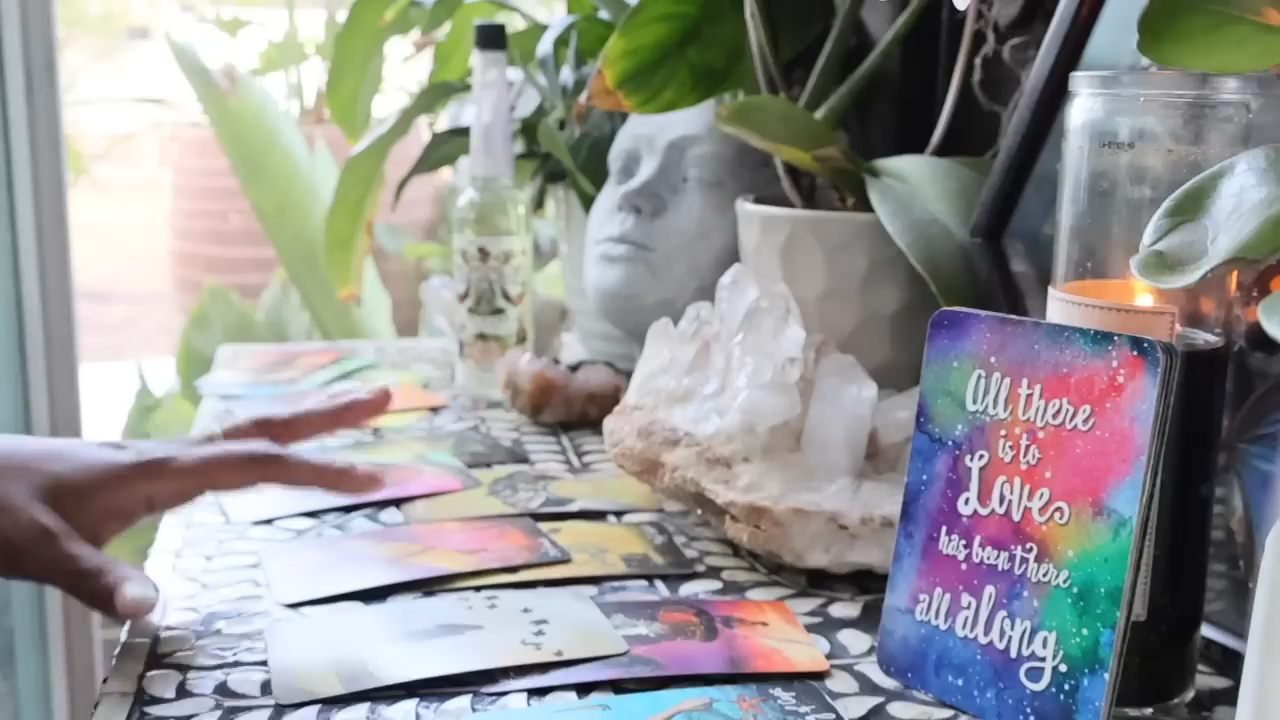 All there
is to
Love
has been there
all along.